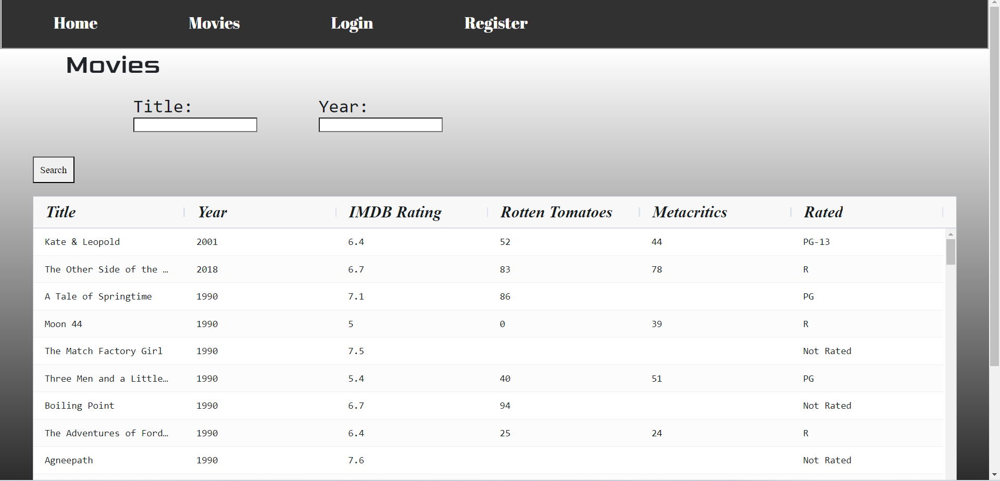 Home Movies Login Register
Movies
Title: Year:
Search
Title Year IMDB Rating Rotten Tomatoes Metacritics Rated
Kate & Leopold 2001 6.4 52 44 PG-13
The Other Side of the … 2018 6.7 83 78 R
A Tale of Springtime 1990 7.1 86 PG
Moon 44 1990 5 0 39 R
The Match Factory Girl 1990 7.5 Not Rated
Three Men and a Little… 1990 5.4 40 51 PG
Boiling Point 1990 6.7 94 Not Rated
The Adventures of Ford… 1990 6.4 25 24 R
Agneepath 1990 7.6 Not Rated